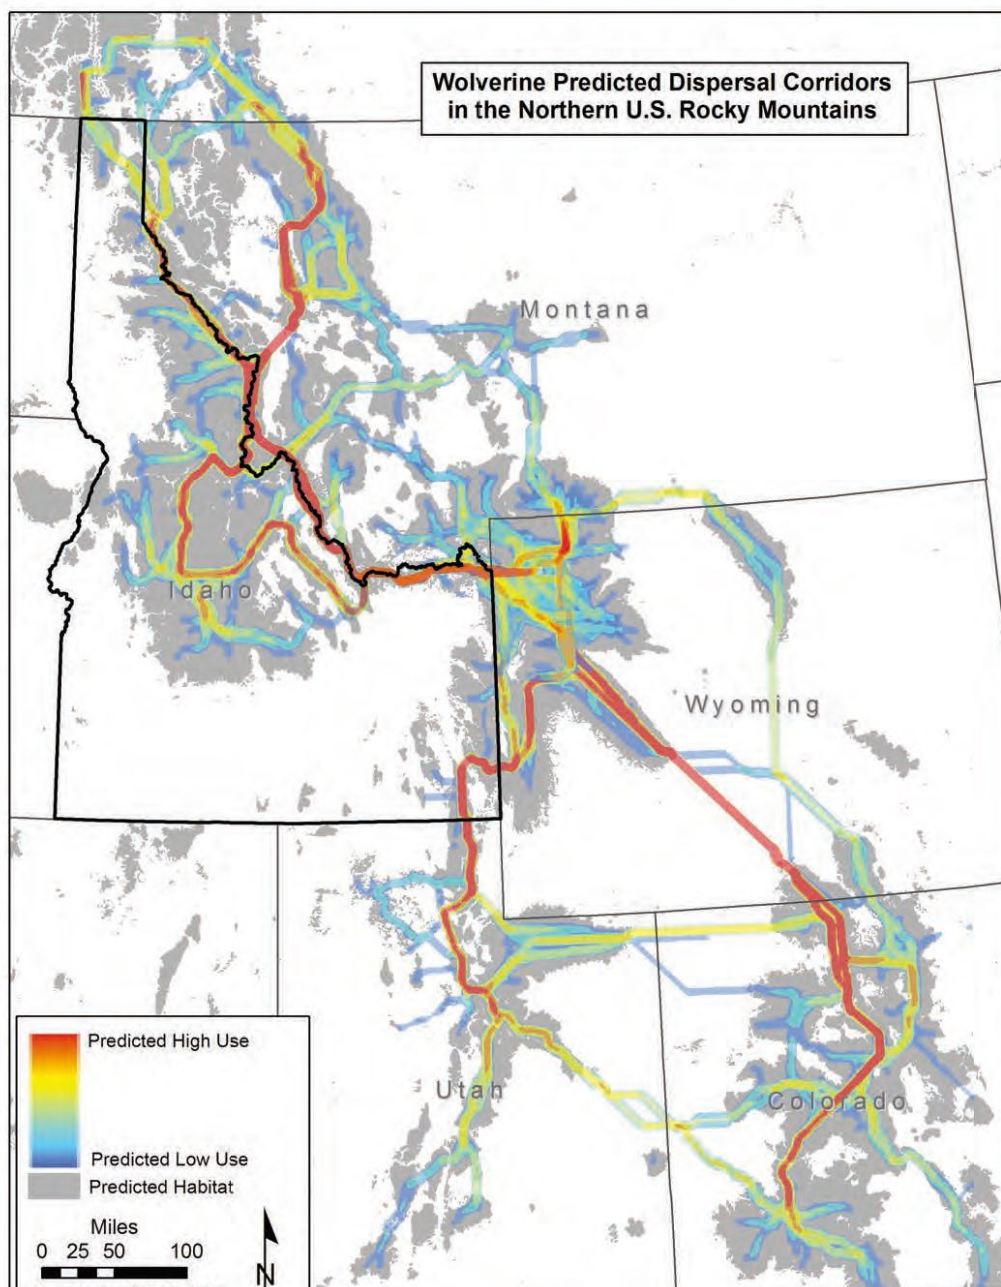 Wolverine Predicted Dispersal Corridors
in the Northern U.S. Rocky Mountains
Montana
Idaho
Wyoming
Utah
Colorado
Predicted High Use
Predicted Low Use
Predicted Habitat
Miles
0 25 50 100
N